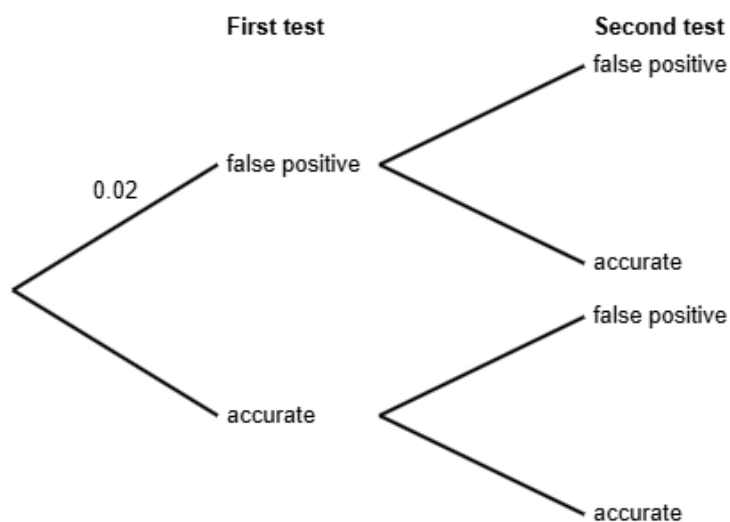 First test
Second test
false positive
false positive
0.02
accurate
false positive
accurate
accurate